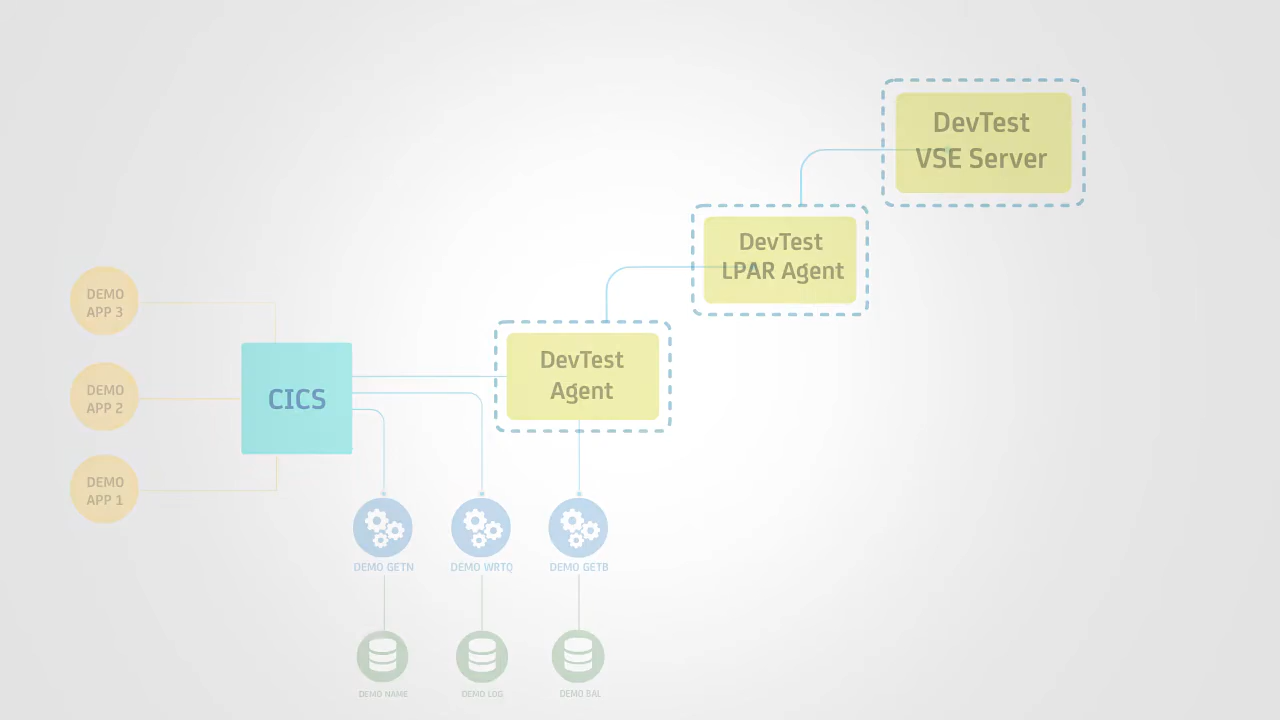 DevTest
VSE Server
DevTest
LPAR Agent
DEMO
APP 3
DevTest
Agent
DEMO
APP 2
CICS
DEMO
APP 1
DEMO GETN
DEMO WRTQ
DEMO GETB
DEMO NAME
DEMO LOG
DEMO BAL